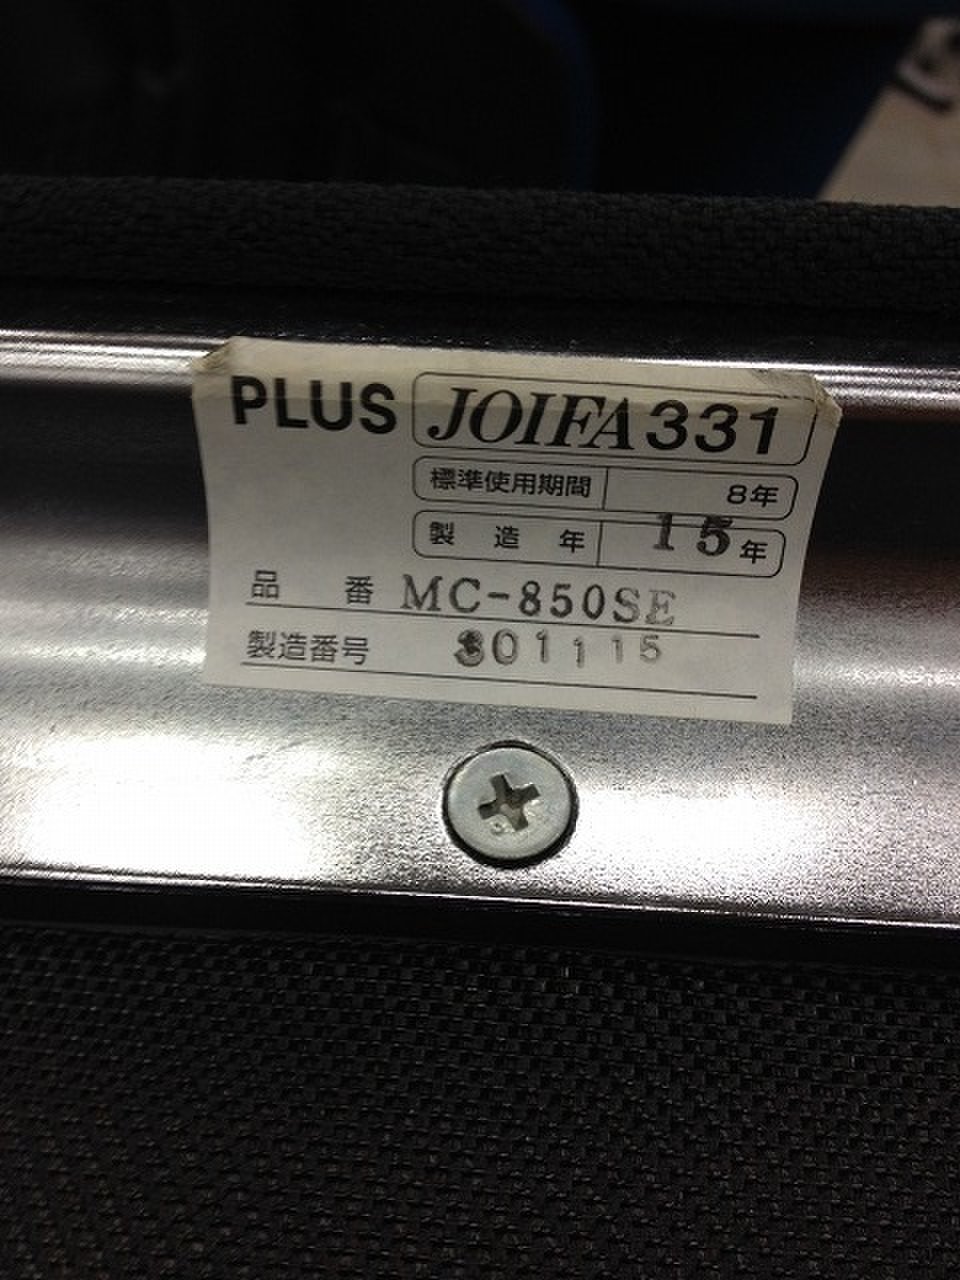 PLUS JOIFA331
標準使用期間 8年
製造年 15年
品番 MC-850SE
製造番号 301115